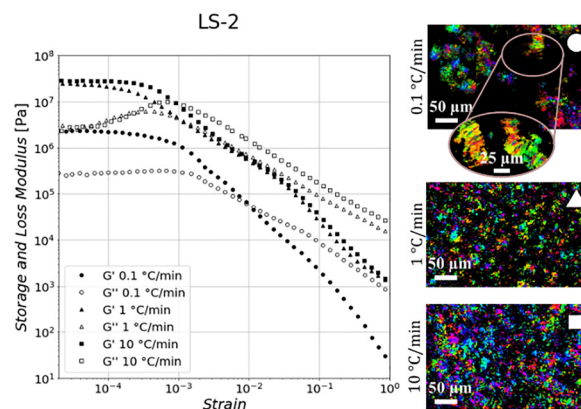 LS-2
Storage and Loss Modulus [Pa]
10⁸
10⁷
10⁶
10⁵
10⁴
10³
10²
10¹
G' 0.1 °C/min
G'' 0.1 °C/min
G' 1 °C/min
G'' 1 °C/min
G' 10 °C/min
G'' 10 °C/min
10⁻⁴
10⁻³
10⁻²
10⁻¹
10⁰
Strain
0.1 °C/min
50 µm
25 µm
1 °C/min
50 µm
10 °C/min
50 µm